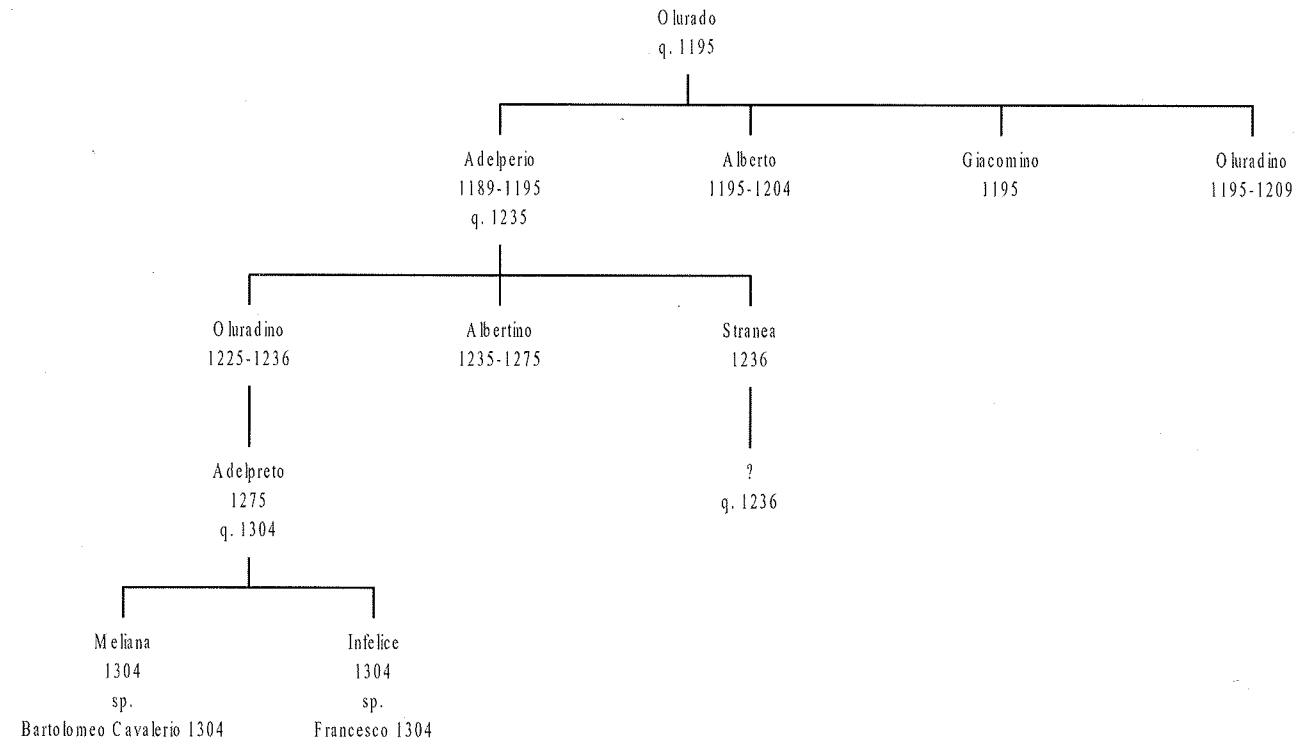 Olurado
q. 1195
Adelperio
1189-1195
q. 1235
Alberto
1195-1204
Giacomino
1195
Oluradino
1195-1209
Oluradino
1225-1236
Albertino
1235-1275
Stranea
1236
Adelpreto
1275
q. 1304
?
q. 1236
Meliana
1304
sp.
Bartolomeo Cavalerio 1304
Infelice
1304
sp.
Francesco 1304